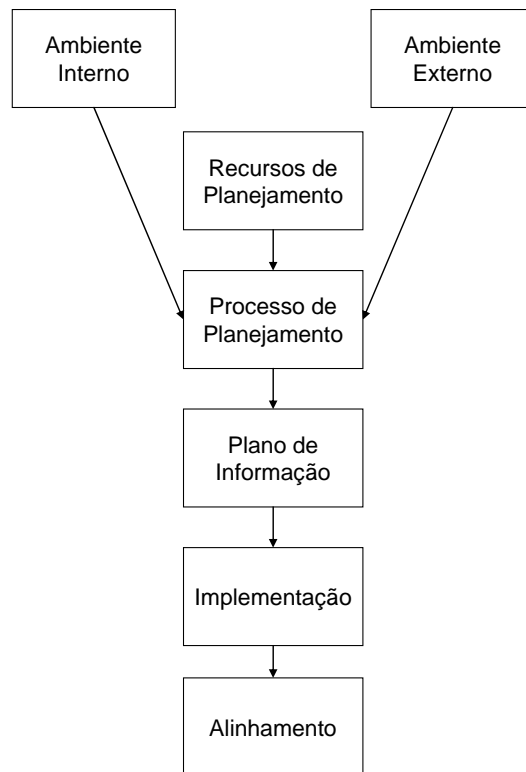 Ambiente
Interno
Ambiente
Externo
Recursos de
Planejamento
Processo de
Planejamento
Plano de
Informação
Implementação
Alinhamento